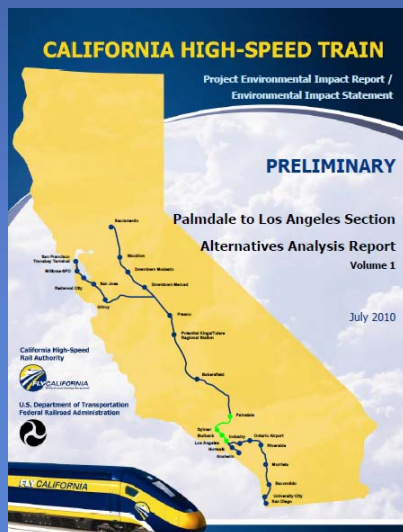 CALIFORNIA HIGH-SPEED TRAIN
Project Environmental Impact Report /
Environmental Impact Statement
PRELIMINARY
Palmdale to Los Angeles Section
Alternatives Analysis Report
Volume 1
July 2010
Sacramento
Stockton
San Francisco
Transbay Terminal
Millbrae-SFO
Redwood City
San Jose
Gilroy
Downtown Modesto
Downtown Merced
Fresno
Potential Kings/Tulare
Regional Station
Bakersfield
Palmdale
Sylmar
Burbank
Los Angeles
Norwalk
Anaheim
Industry
Ontario Airport
Riverside
Murrieta
Escondido
University City
San Diego
California High-Speed
Rail Authority
FLY CALIFORNIA
U.S. Department of Transportation
Federal Railroad Administration
FLY CALIFORNIA